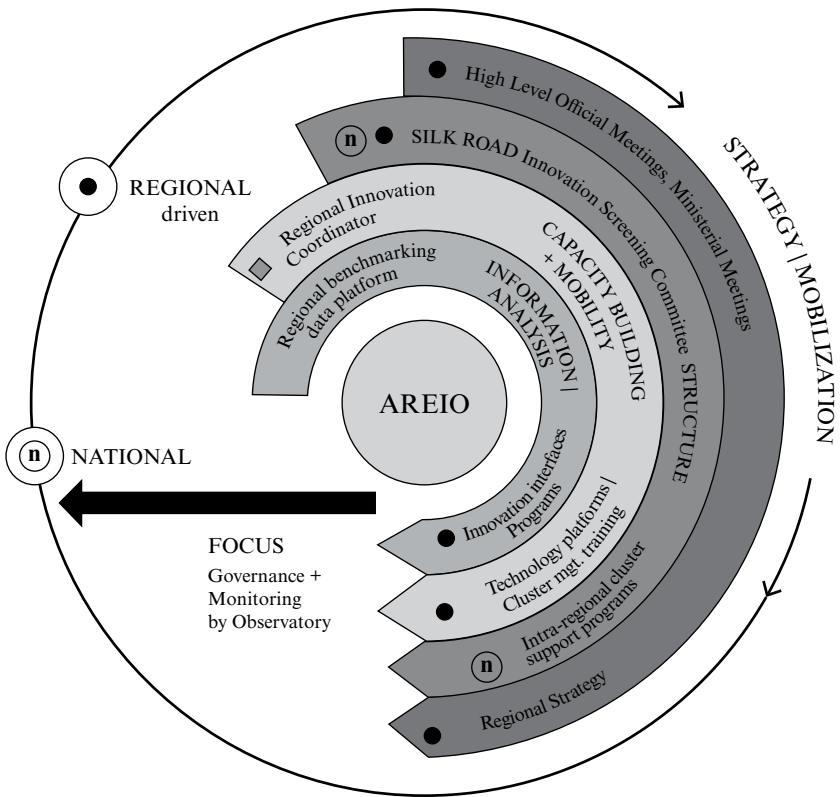 High Level Official Meetings, Ministerial Meetings
n
SILK ROAD Innovation Screening Committee STRUCTURE
STRATEGY | MOBILIZATION
REGIONAL
driven
Regional Innovation
Coordinator
CAPACITY BUILDING
+ MOBILITY
Regional benchmarking
data platform
INFORMATION |
ANALYSIS
AREIO
n
NATIONAL
FOCUS
Governance +
Monitoring
by Observatory
Innovation interfaces
Programs
Technology platforms |
Cluster mgt. training
Intra-regional cluster
support programs
n
Regional Strategy